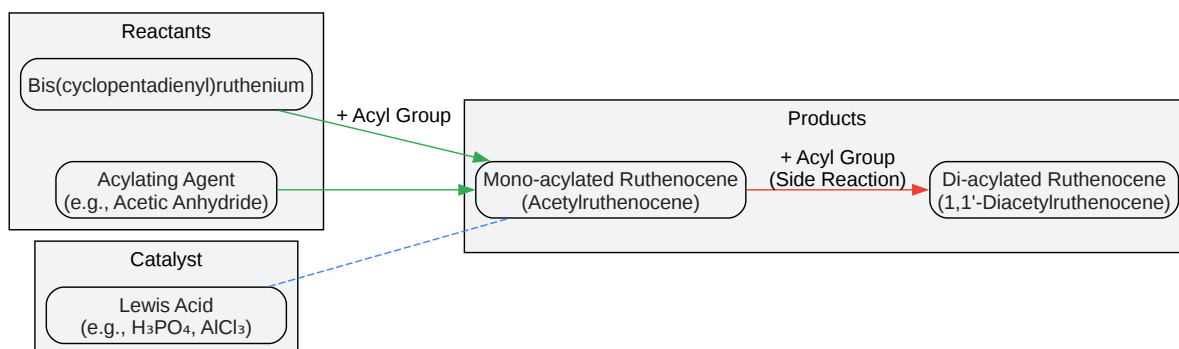 Reactants
Bis(cyclopentadienyl)ruthenium
+ Acyl Group
Acylating Agent
(e.g., Acetic Anhydride)
Catalyst
Lewis Acid
(e.g., H₃PO₄, AlCl₃)
Products
Mono-acylated Ruthenocene
(Acetylruthenocene)
+ Acyl Group
(Side Reaction)
Di-acylated Ruthenocene
(1,1'-Diacetylruthenocene)